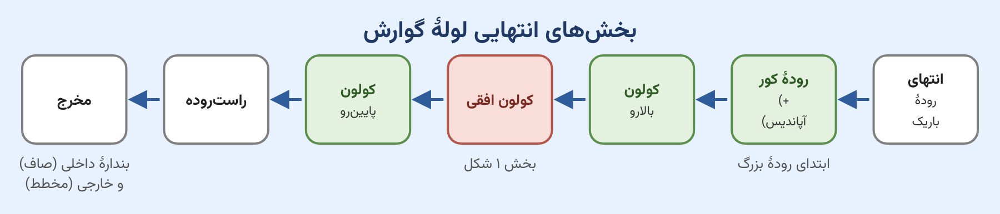 بخش‌های انتهایی لولهٔ گوارش
انتهای
رودهٔ
باریک
رودهٔ کور
(+
آپاندیس)
ابتدای رودهٔ بزرگ
کولون
بالارو
کولون افقی
بخش ۱ شکل
کولون
پایین‌رو
راست‌روده
مخرج
بندارهٔ داخلی (صاف)
و خارجی (مخطط)